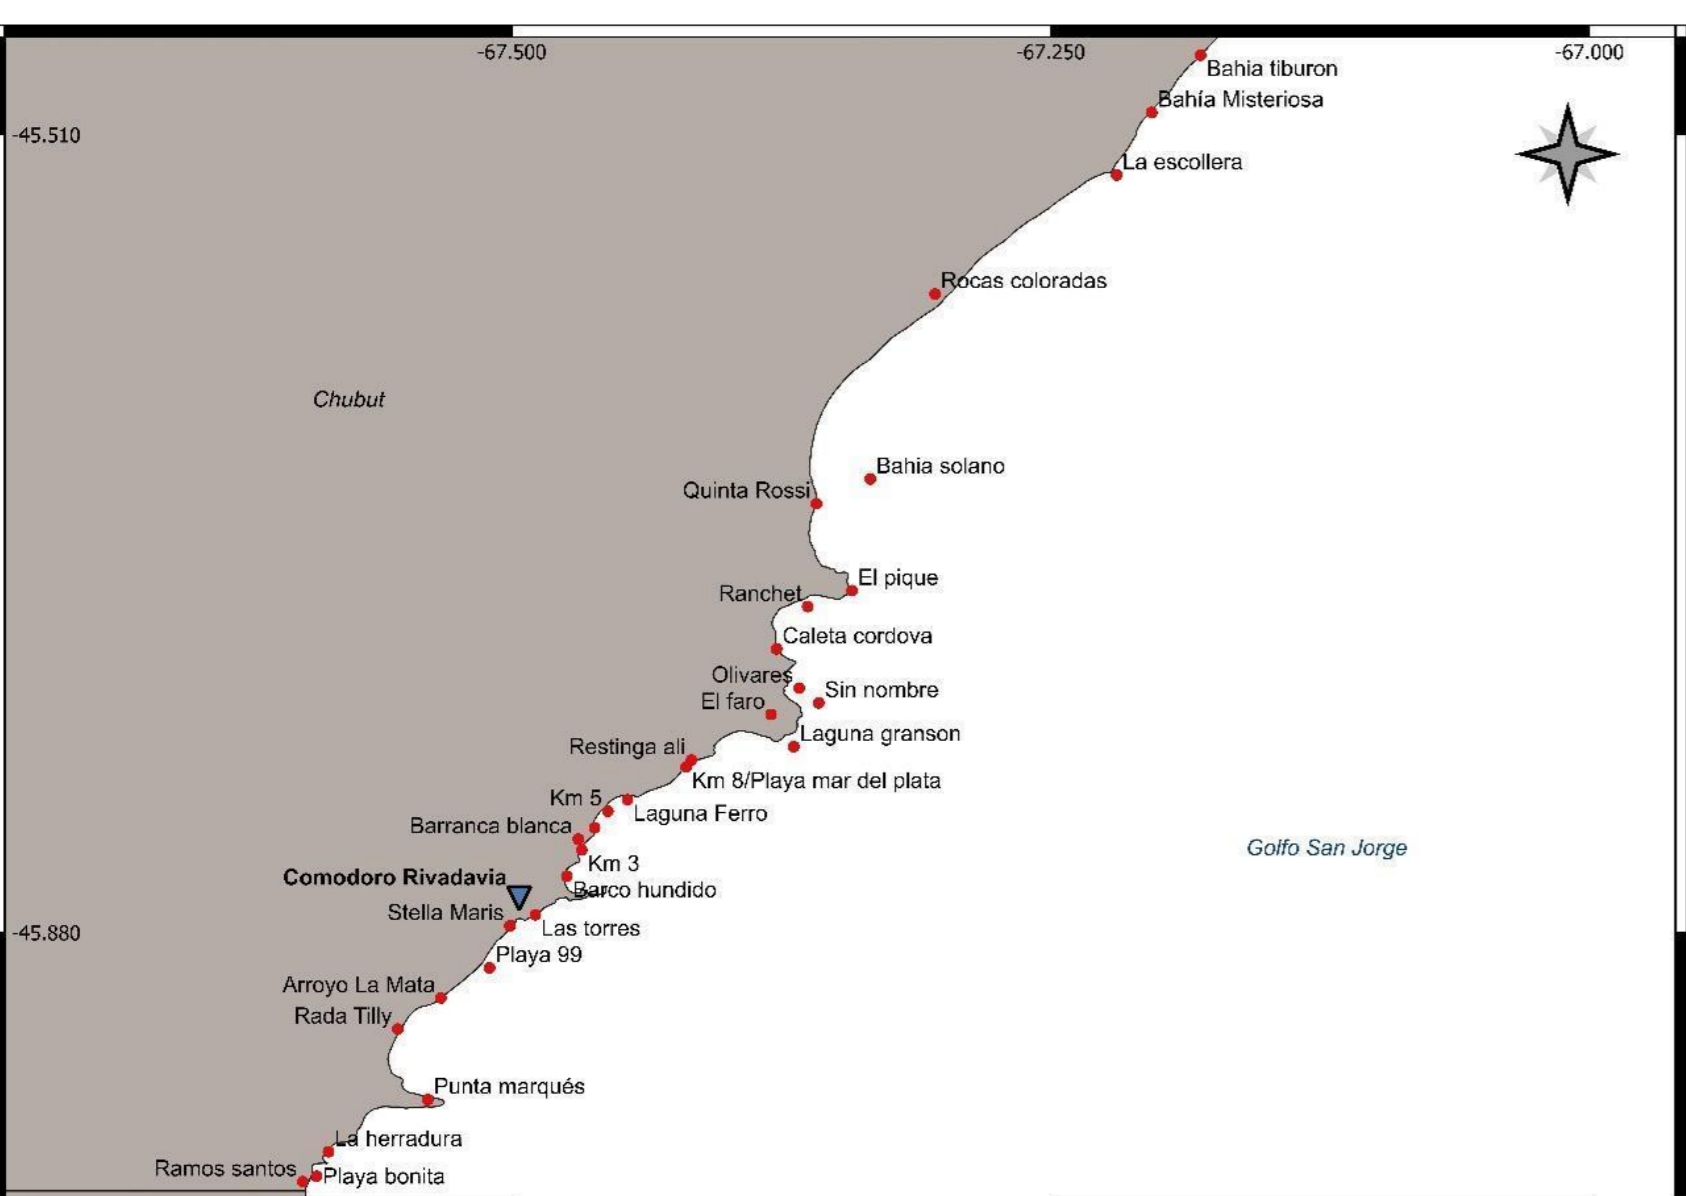 -67.500
-67.250
-67.000
Bahia tiburon
Bahía Misteriosa
-45.510
La escollera
Rocas coloradas
Chubut
Bahia solano
Quinta Rossi
El pique
Ranchet
Caleta cordova
Olivares
Sin nombre
El faro
Laguna granson
Restinga ali
Km 8/Playa mar del plata
Km 5
Laguna Ferro
Barranca blanca
Golfo San Jorge
Km 3
Comodoro Rivadavia
Barco hundido
Stella Maris
Las torres
-45.880
Playa 99
Arroyo La Mata
Rada Tilly
Punta marqués
La herradura
Ramos santos
Playa bonita